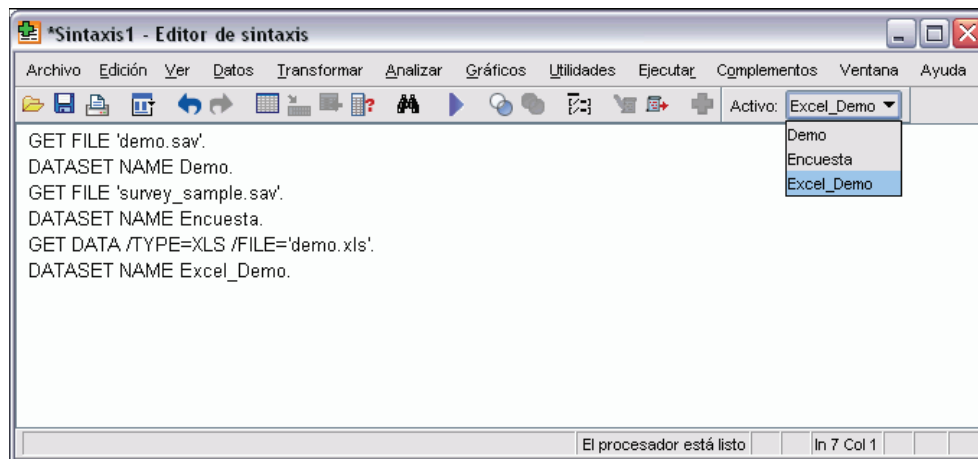 *Sintaxis1 - Editor de sintaxis
Archivo Edición Ver Datos Transformar Analizar Gráficos Utilidades Ejecutar Complementos Ventana Ayuda
Activo: Excel_Demo
Demo
Encuesta
Excel_Demo
GET FILE 'demo.sav'.
DATASET NAME Demo.
GET FILE 'survey_sample.sav'.
DATASET NAME Encuesta.
GET DATA /TYPE=XLS /FILE='demo.xls'.
DATASET NAME Excel_Demo.
El procesador está listo In 7 Col 1